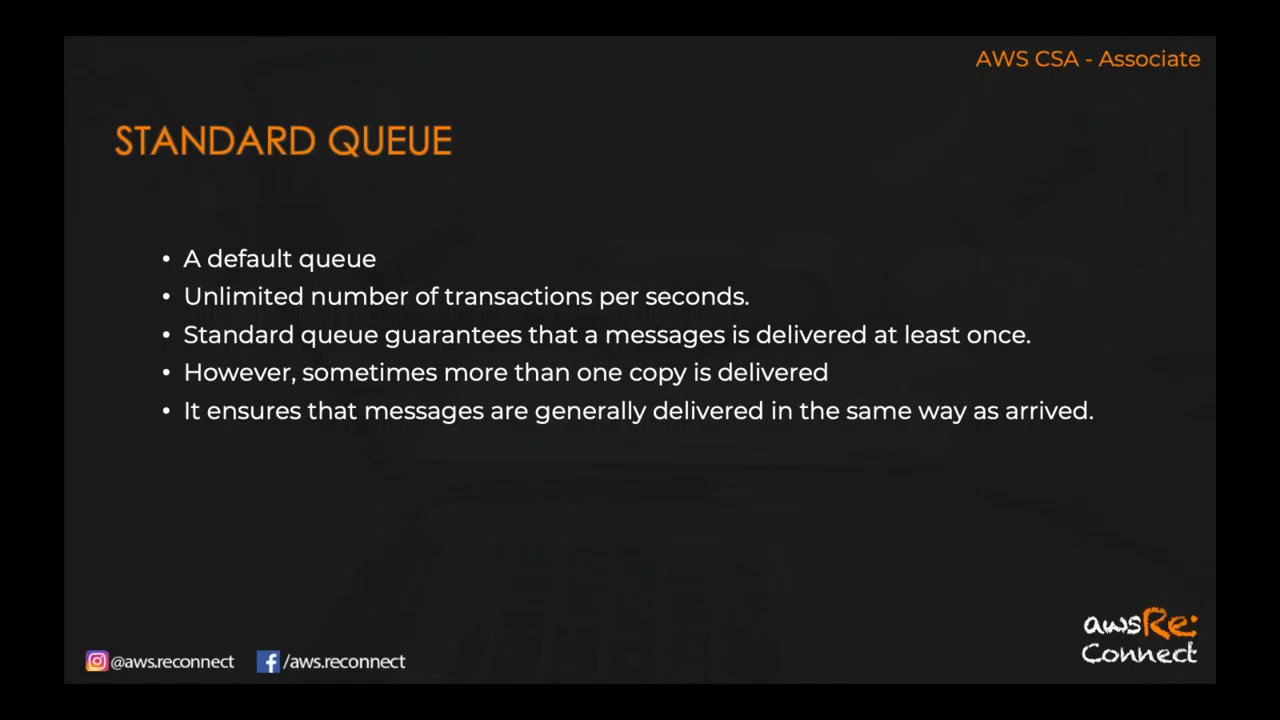 AWS CSA - Associate
STANDARD QUEUE
• A default queue
• Unlimited number of transactions per seconds.
• Standard queue guarantees that a messages is delivered at least once.
• However, sometimes more than one copy is delivered
• It ensures that messages are generally delivered in the same way as arrived.
@aws.reconnect
/aws.reconnect
awsRe:
Connect